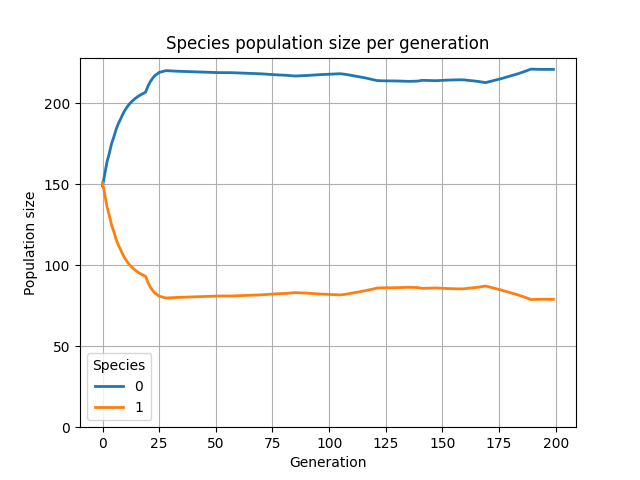 Species population size per generation
Population size
200
150
100
50
0
Species
0
1
0 25 50 75 100 125 150 175 200
Generation